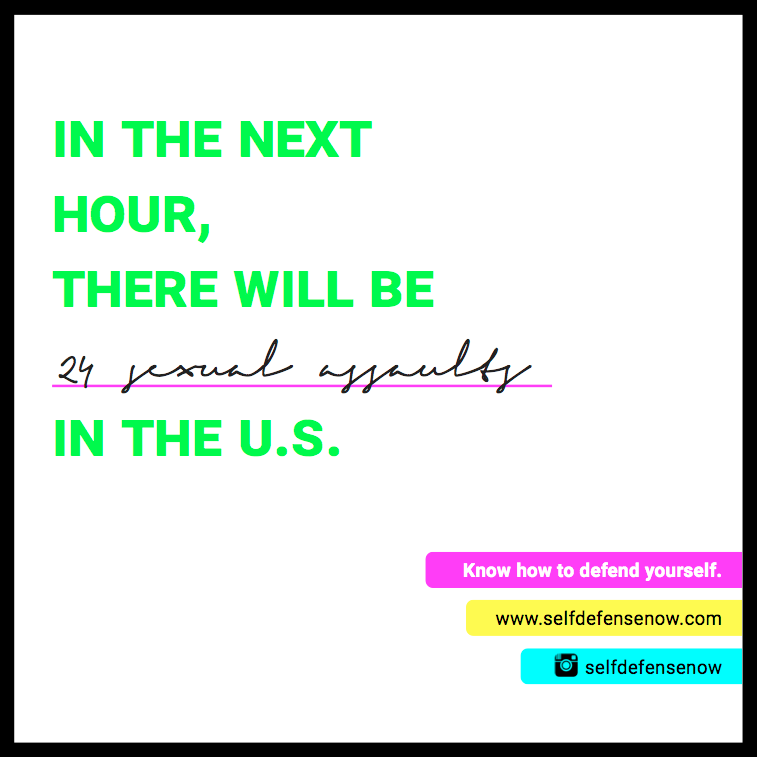 IN THE NEXT
HOUR,
THERE WILL BE
24 sexual assaults
IN THE U.S.
Know how to defend yourself.
www.selfdefensenow.com
selfdefensenow